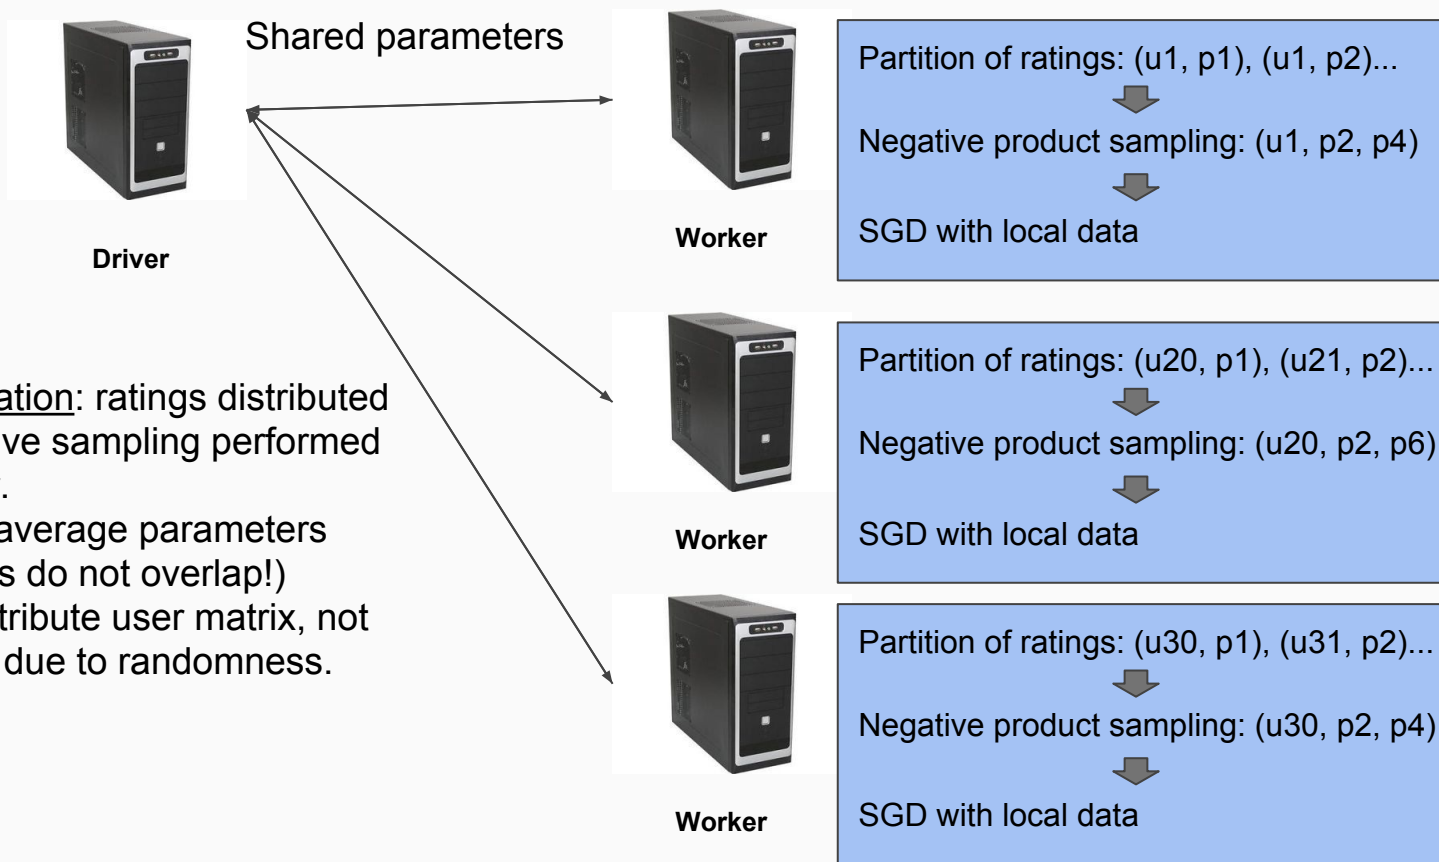 Shared parameters
Driver
Worker
Partition of ratings: (u1, p1), (u1, p2)...
Negative product sampling: (u1, p2, p4)
SGD with local data
ation: ratings distributed
ve sampling performed
.
average parameters
s do not overlap!)
tribute user matrix, not
due to randomness.
Worker
Partition of ratings: (u20, p1), (u21, p2)...
Negative product sampling: (u20, p2, p6)
SGD with local data
Worker
Partition of ratings: (u30, p1), (u31, p2)...
Negative product sampling: (u30, p2, p4)
SGD with local data